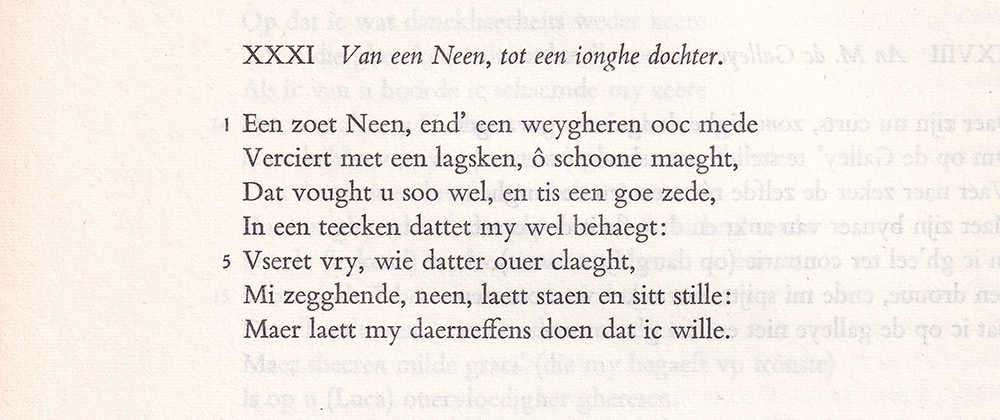 XXXI Van een Neen, tot een ionghe dochter.
1 Een zoet Neen, end' een weygheren ooc mede
Verciert met een lagsken, ô schoone maeght,
Dat vought u soo wel, en tis een goe zede,
In een teecken dattet my wel behaegt:
5 Vseret vry, wie datter ouer claeght,
Mi zegghende, neen, laett staen en sitt stille:
Maer laett my daerneffens doen dat ic wille.